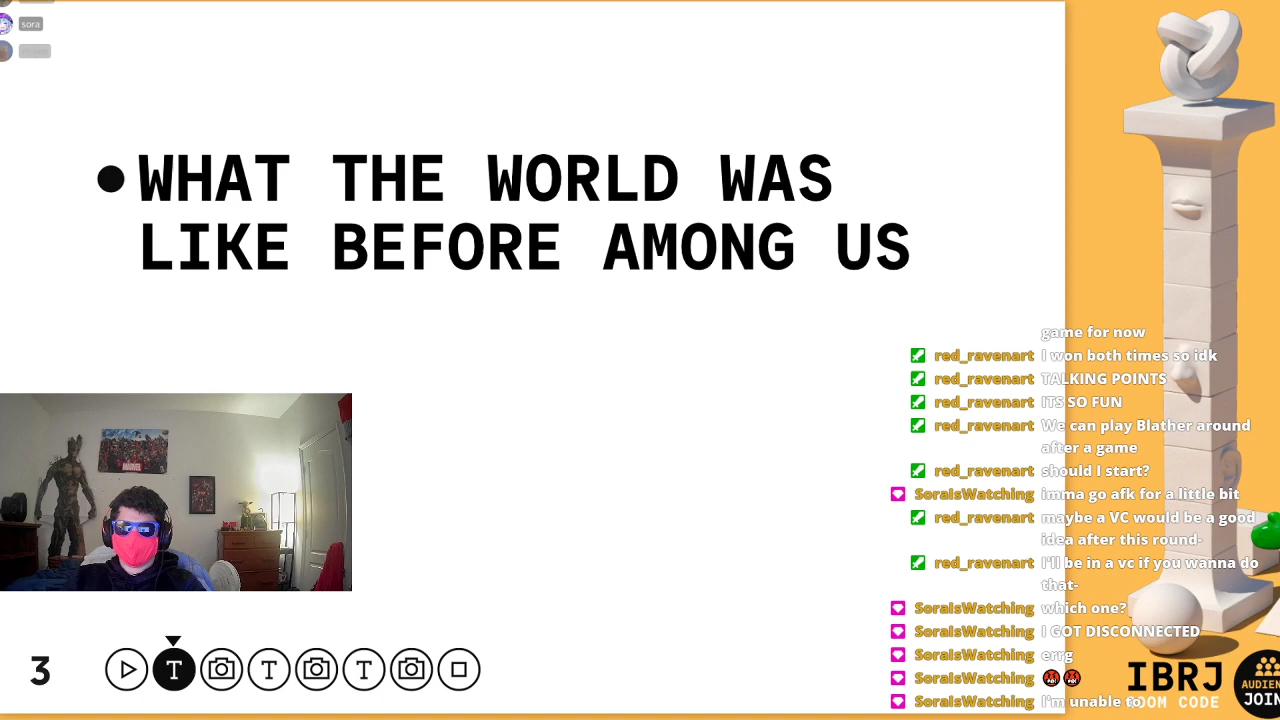 sora
•WHAT THE WORLD WAS
LIKE BEFORE AMONG US
game for now
red_ravenart I won both times so idk
red_ravenart TALKING POINTS
red_ravenart ITS SO FUN
red_ravenart We can play Blather around
after a game
red_ravenart should I start?
SoraIsWatching imma go afk for a little bit
red_ravenart maybe a VC would be a good
idea after this round-
red_ravenart I'll be in a vc if you wanna do
that-
SoraIsWatching which one?
SoraIsWatching I GOT DISCONNECTED
SoraIsWatching errg
SoraIsWatching
SoraIsWatching I'm unable to
MARVEL
3
T
T
T
IBRJ
ROOM CODE
AUDIEN
JOIN